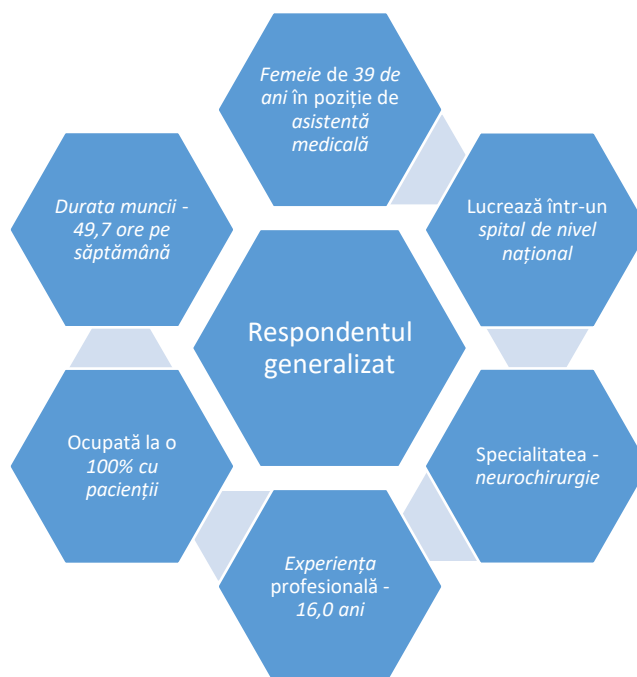 Femeie de 39 de
ani în poziție de
asistentă
medicală
Durata muncii -
49,7 ore pe
săptămână
Lucrează într-un
spital de nivel
național
Respondentul
generalizat
Ocupată la o
100% cu
pacienții
Specialitatea -
neurochirurgie
Experiența
profesională -
16,0 ani